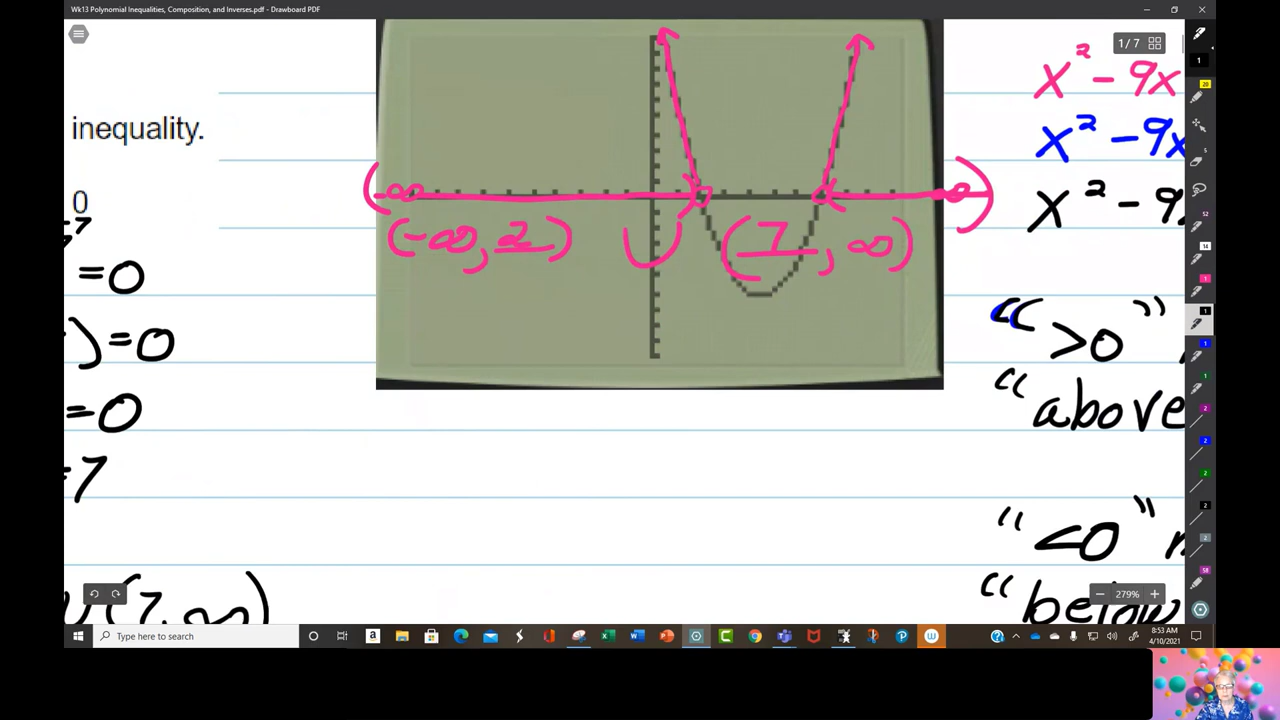 Wk13 Polynomial Inequalities, Composition, and Inverses.pdf - Drawboard PDF
1/7
x² - 9x
inequality.
x² - 9x
0
x² - 9
(-∞
∞)
(-∞, 2) ∪ (7, ∞)
=0
)=0
">0"
=0
"above
=7
"<0"
"below
∪(7, ∞)
279%
Type here to search
8:53 AM
4/10/2021